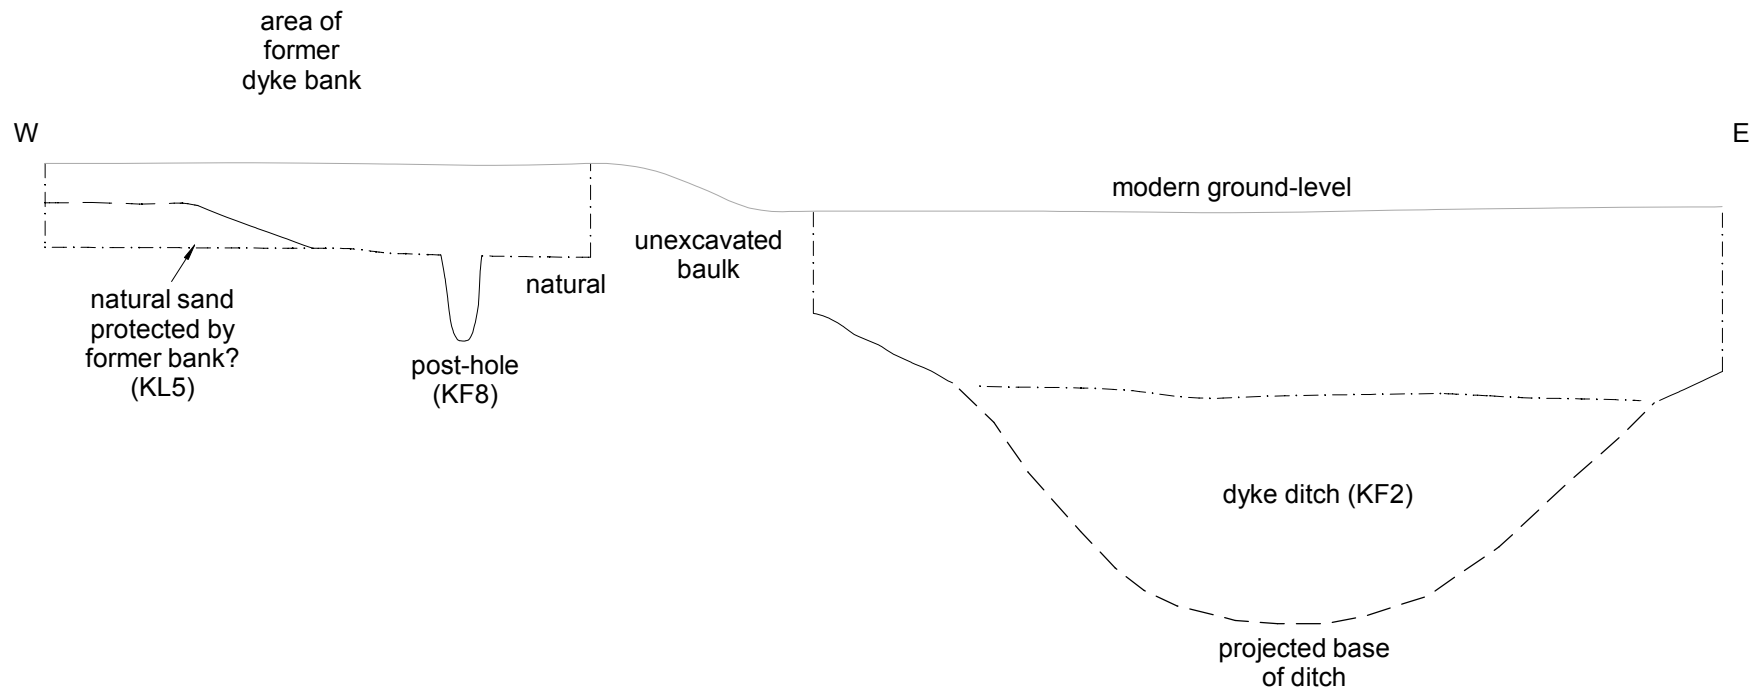 area of
former
dyke bank
W
E
modern ground-level
unexcavated
baulk
natural
natural sand
protected by
former bank?
(KL5)
post-hole
(KF8)
dyke ditch (KF2)
projected base
of ditch